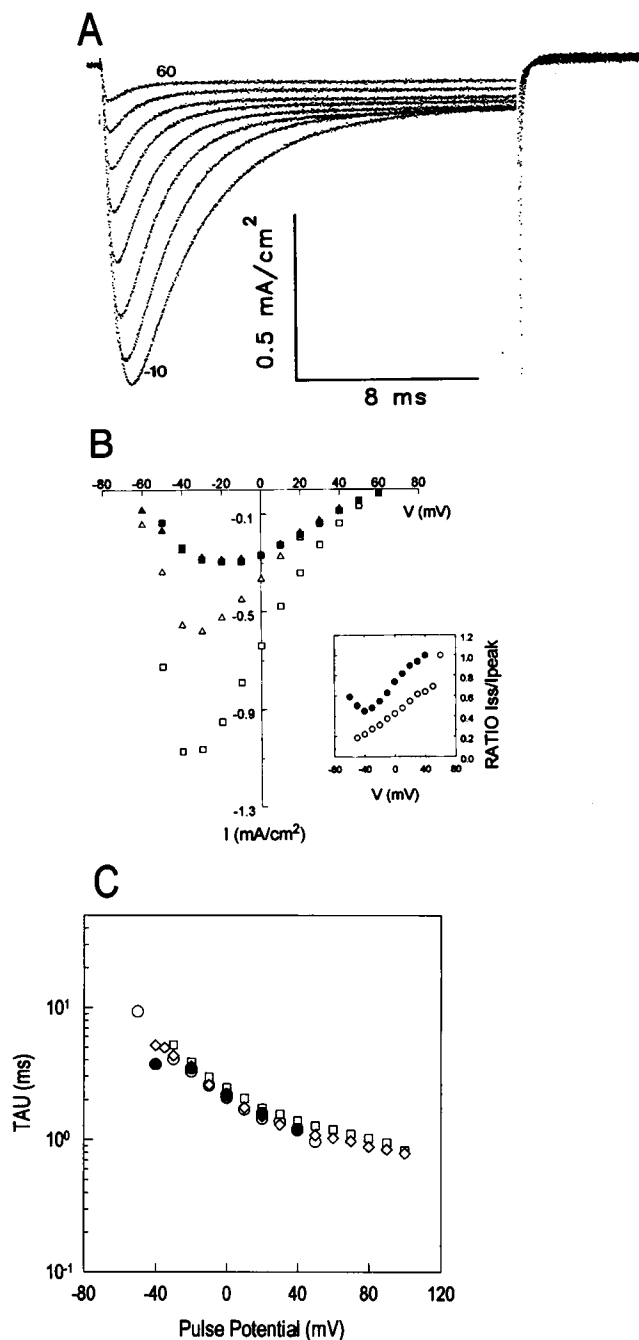 A
60
-10
0.5 mA/cm²
8 ms
B
-80 -60 -40 -20 0 20 40 60 80
V (mV)
-0.1
-0.5
-0.9
-1.3
I (mA/cm²)
1.2
1.0
0.8
0.6
0.4
0.2
0.0
RATIO Iss/Ipeak
-80 -40 0 40 80
V (mV)
C
10¹
10⁰
10⁻¹
TAU (ms)
-80 -40 0 40 80 120
Pulse Potential (mV)